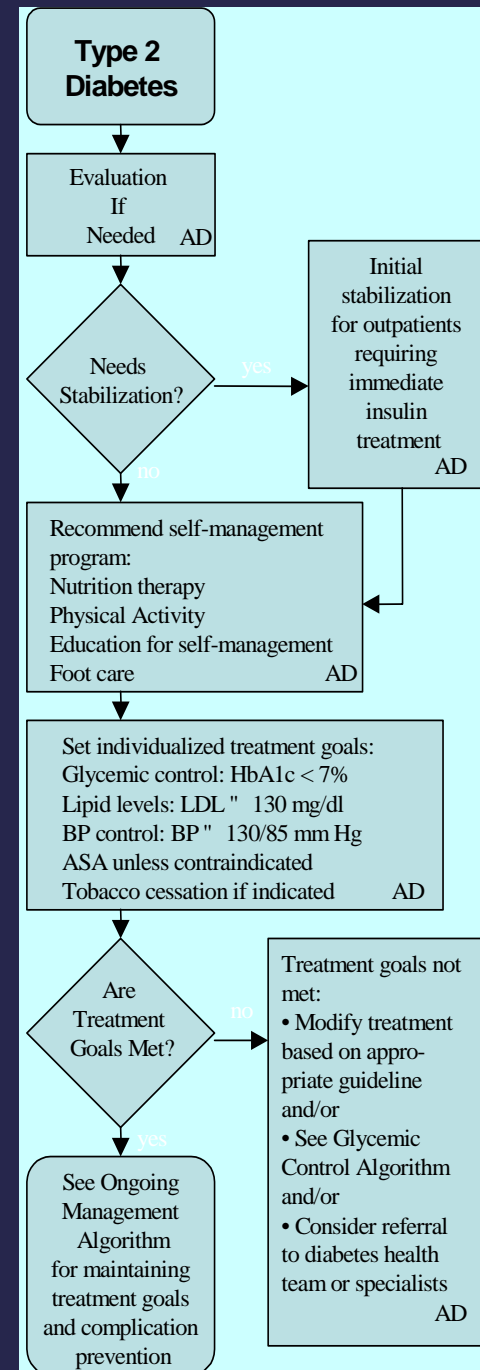 Type 2
Diabetes
Evaluation
If
Needed AD
Needs
Stabilization?
yes
Initial
stabilization
for outpatients
requiring
immediate
insulin
treatment
AD
no
Recommend self-management
program:
Nutrition therapy
Physical Activity
Education for self-management
Foot care AD
Set individualized treatment goals:
Glycemic control: HbA1c < 7%
Lipid levels: LDL " 130 mg/dl
BP control: BP " 130/85 mm Hg
ASA unless contraindicated
Tobacco cessation if indicated AD
Are
Treatment
Goals Met?
no
Treatment goals not
met:
• Modify treatment
based on appro-
priate guideline
and/or
• See Glycemic
Control Algorithm
and/or
• Consider referral
to diabetes health
team or specialists
AD
yes
See Ongoing
Management
Algorithm
for maintaining
treatment goals
and complication
prevention